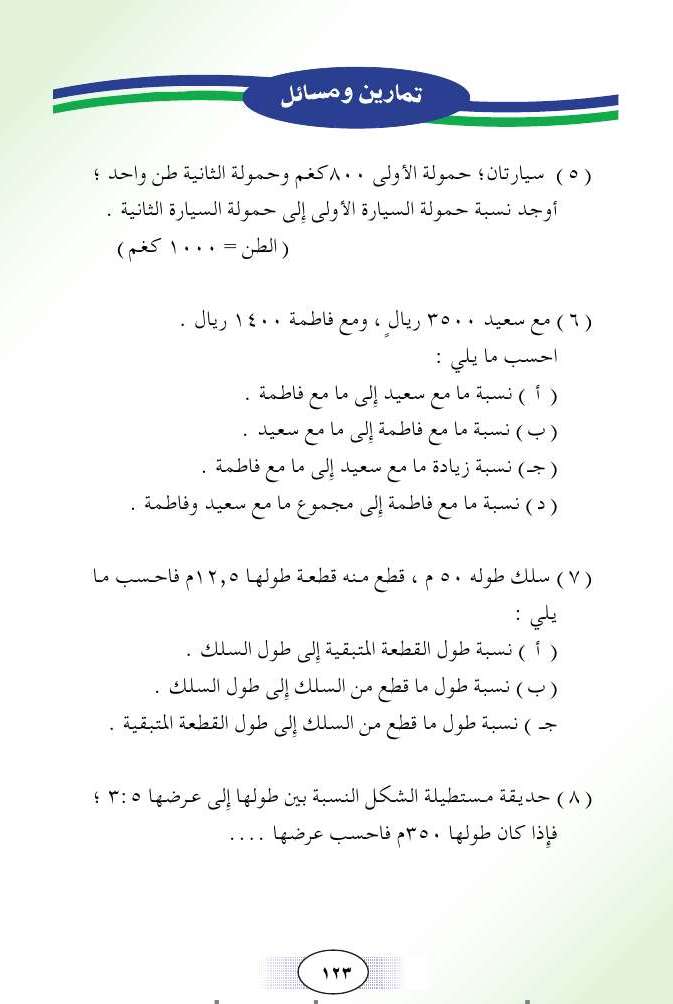 تمارين ومسائل
( ٥ ) سيارتان؛ حمولة الأولى ٨٠٠كغم وحمولة الثانية طن واحد ؛
أوجد نسبة حمولة السيارة الأولى إلى حمولة السيارة الثانية .
( الطن = ١٠٠٠ كغم )
( ٦ ) مع سعيد ٣٥٠٠ ريالٍ ، ومع فاطمة ١٤٠٠ ريال .
احسب ما يلي :
( أ ) نسبة ما مع سعيد إلى ما مع فاطمة .
( ب ) نسبة ما مع فاطمة إلى ما مع سعيد .
( جـ ) نسبة زيادة ما مع سعيد إلى ما مع فاطمة .
( د ) نسبة ما مع فاطمة إلى مجموع ما مع سعيد وفاطمة .
( ٧ ) سلك طوله ٥٠ م ، قطع منه قطعة طولها ١٢,٥م فاحسب ما
يلي :
( أ ) نسبة طول القطعة المتبقية إلى طول السلك .
( ب ) نسبة طول ما قطع من السلك إلى طول السلك .
جـ ) نسبة طول ما قطع من السلك إلى طول القطعة المتبقية .
( ٨ ) حديقة مستطيلة الشكل النسبة بين طولها إلى عرضها ٥ : ٣ ؛
فإذا كان طولها ٣٥٠م فاحسب عرضها ....
١٢٣